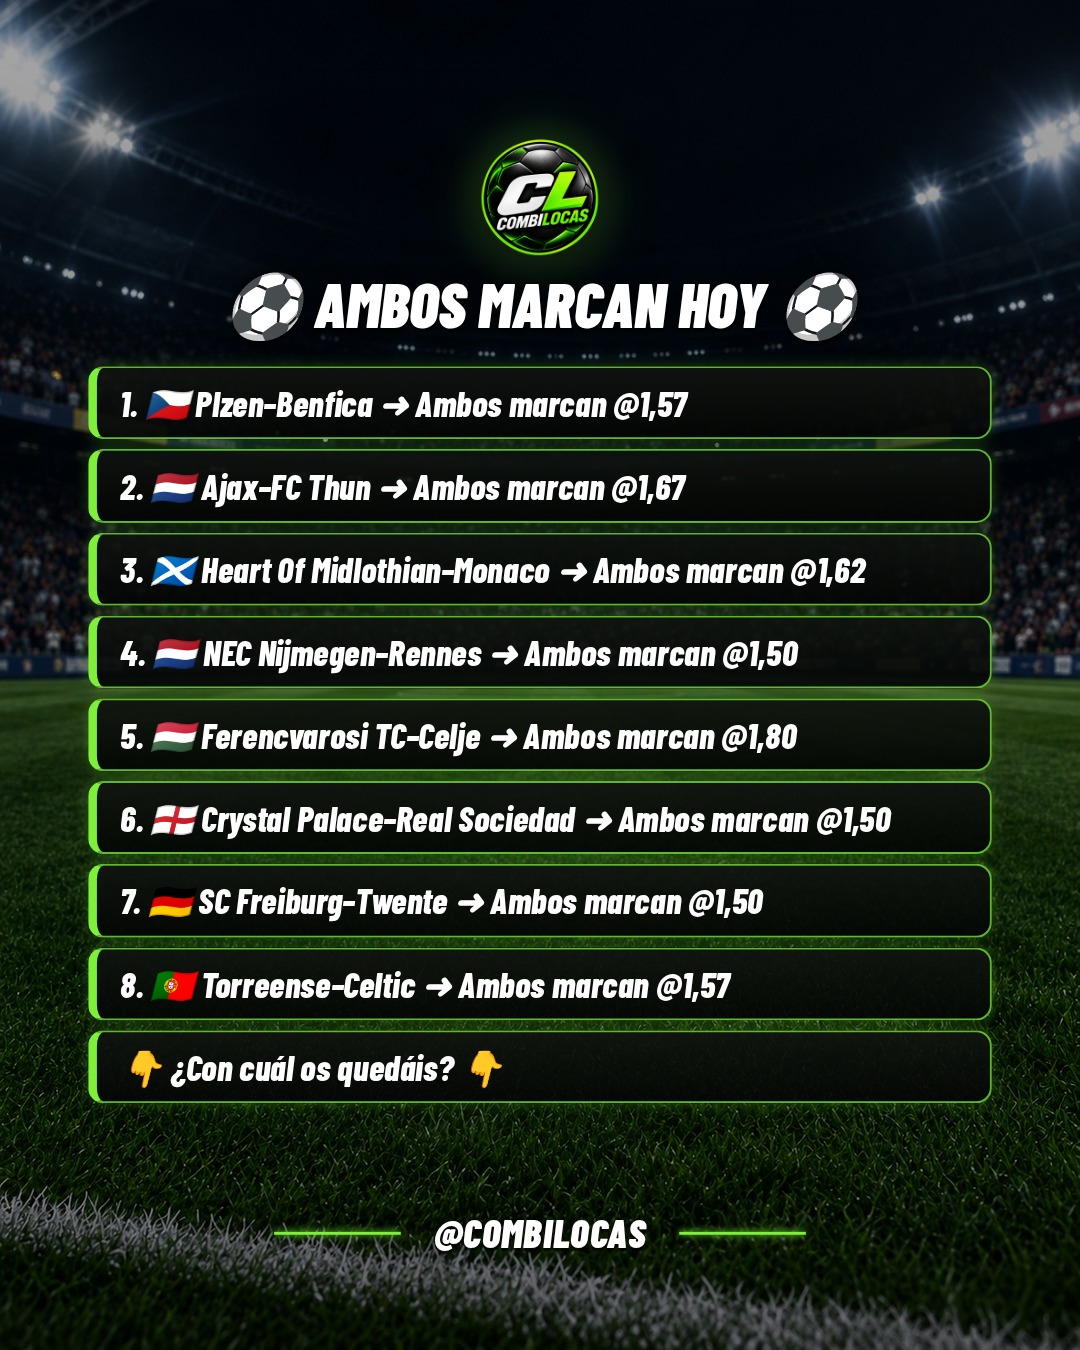 CL
COMBILOCAS
⚽ AMBOS MARCAN HOY ⚽
1. 🇨🇿 Plzen-Benfica ➜ Ambos marcan @1,57
2. 🇳🇱 Ajax-FC Thun ➜ Ambos marcan @1,67
3. 🏴󠁧󠁢󠁳󠁣󠁴󠁿 Heart Of Midlothian-Monaco ➜ Ambos marcan @1,62
4. 🇳🇱 NEC Nijmegen-Rennes ➜ Ambos marcan @1,50
5. 🇭🇺 Ferencvarosi TC-Celje ➜ Ambos marcan @1,80
6. 🏴󠁧󠁢󠁥󠁮󠁧󠁿 Crystal Palace-Real Sociedad ➜ Ambos marcan @1,50
7. 🇩🇪 SC Freiburg-Twente ➜ Ambos marcan @1,50
8. 🇵🇹 Torreense-Celtic ➜ Ambos marcan @1,57
👇 ¿Con cuál os quedáis? 👇
@COMBILOCAS